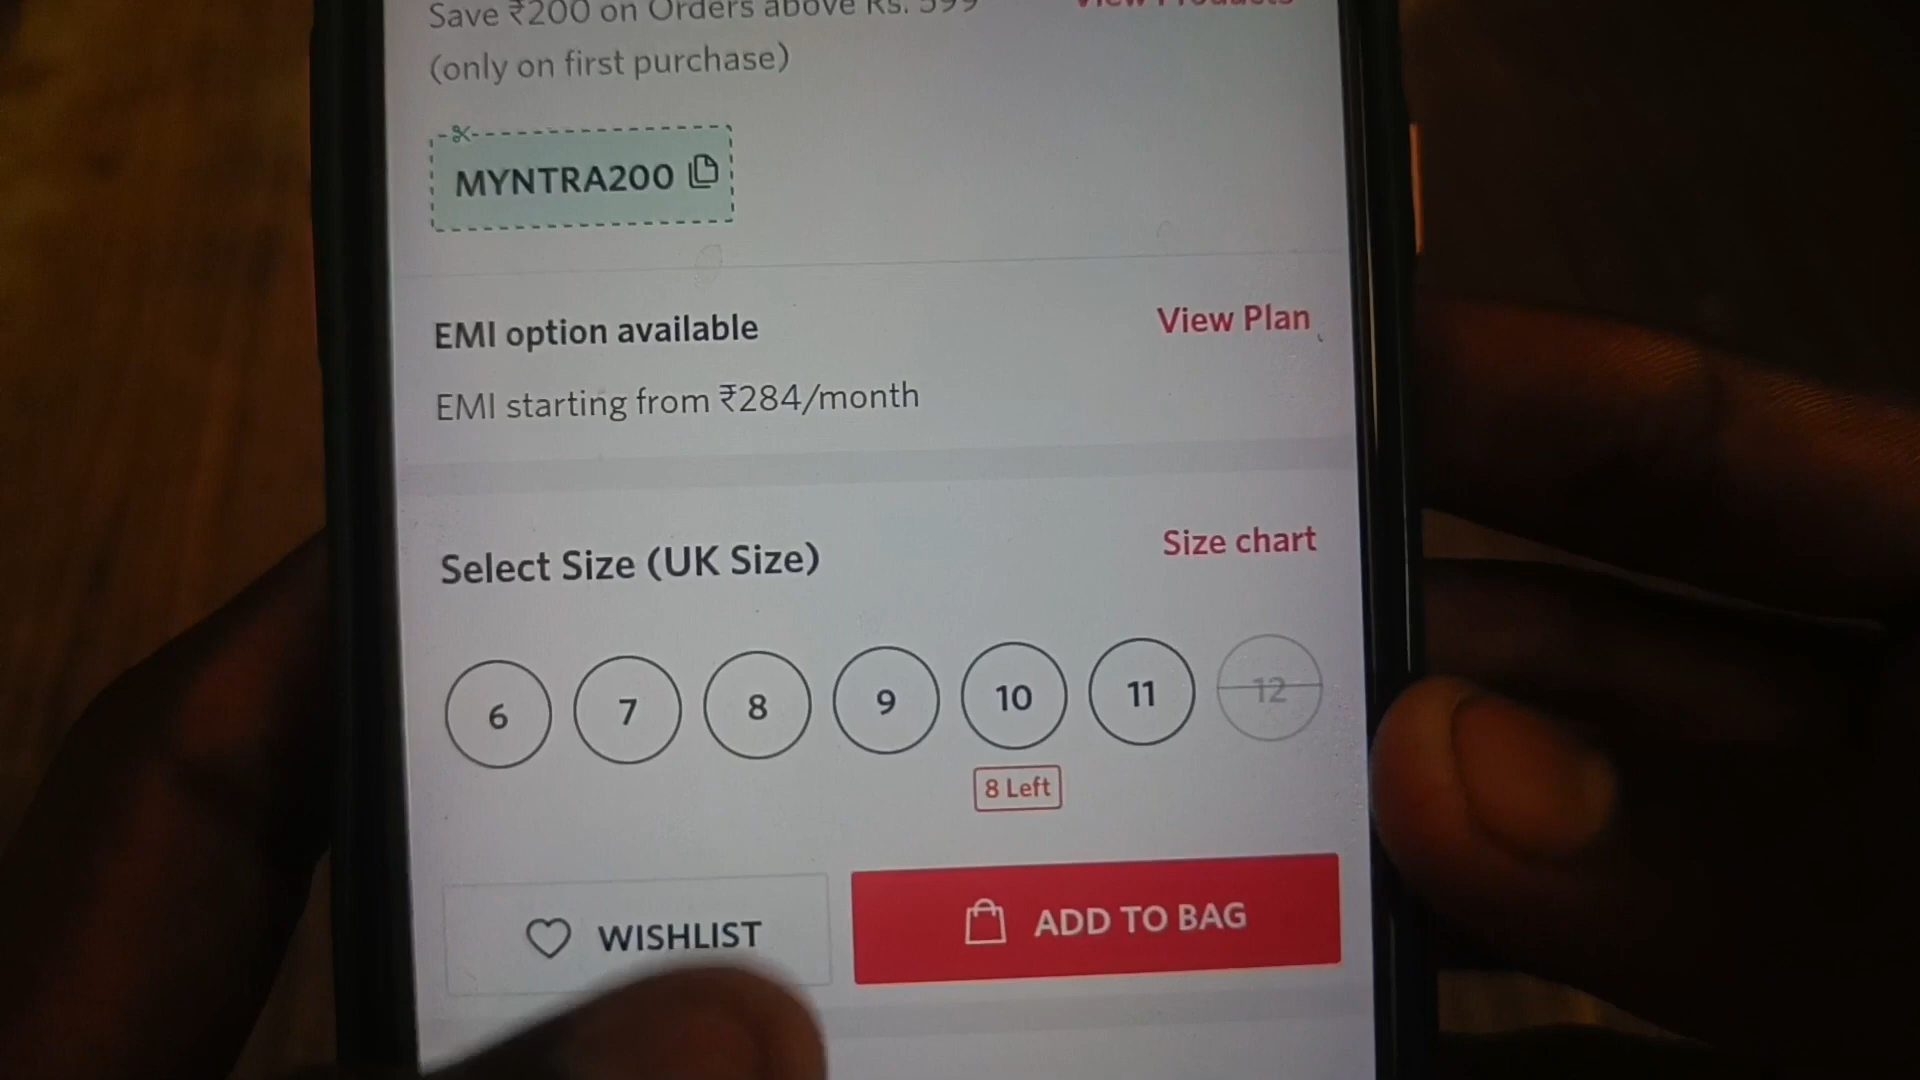 Save ₹200 on Orders above Rs. 599
View Products
(only on first purchase)
MYNTRA200
EMI option available
View Plan
EMI starting from ₹284/month
Select Size (UK Size)
Size chart
6 7 8 9 10 11 12
8 Left
WISHLIST
ADD TO BAG